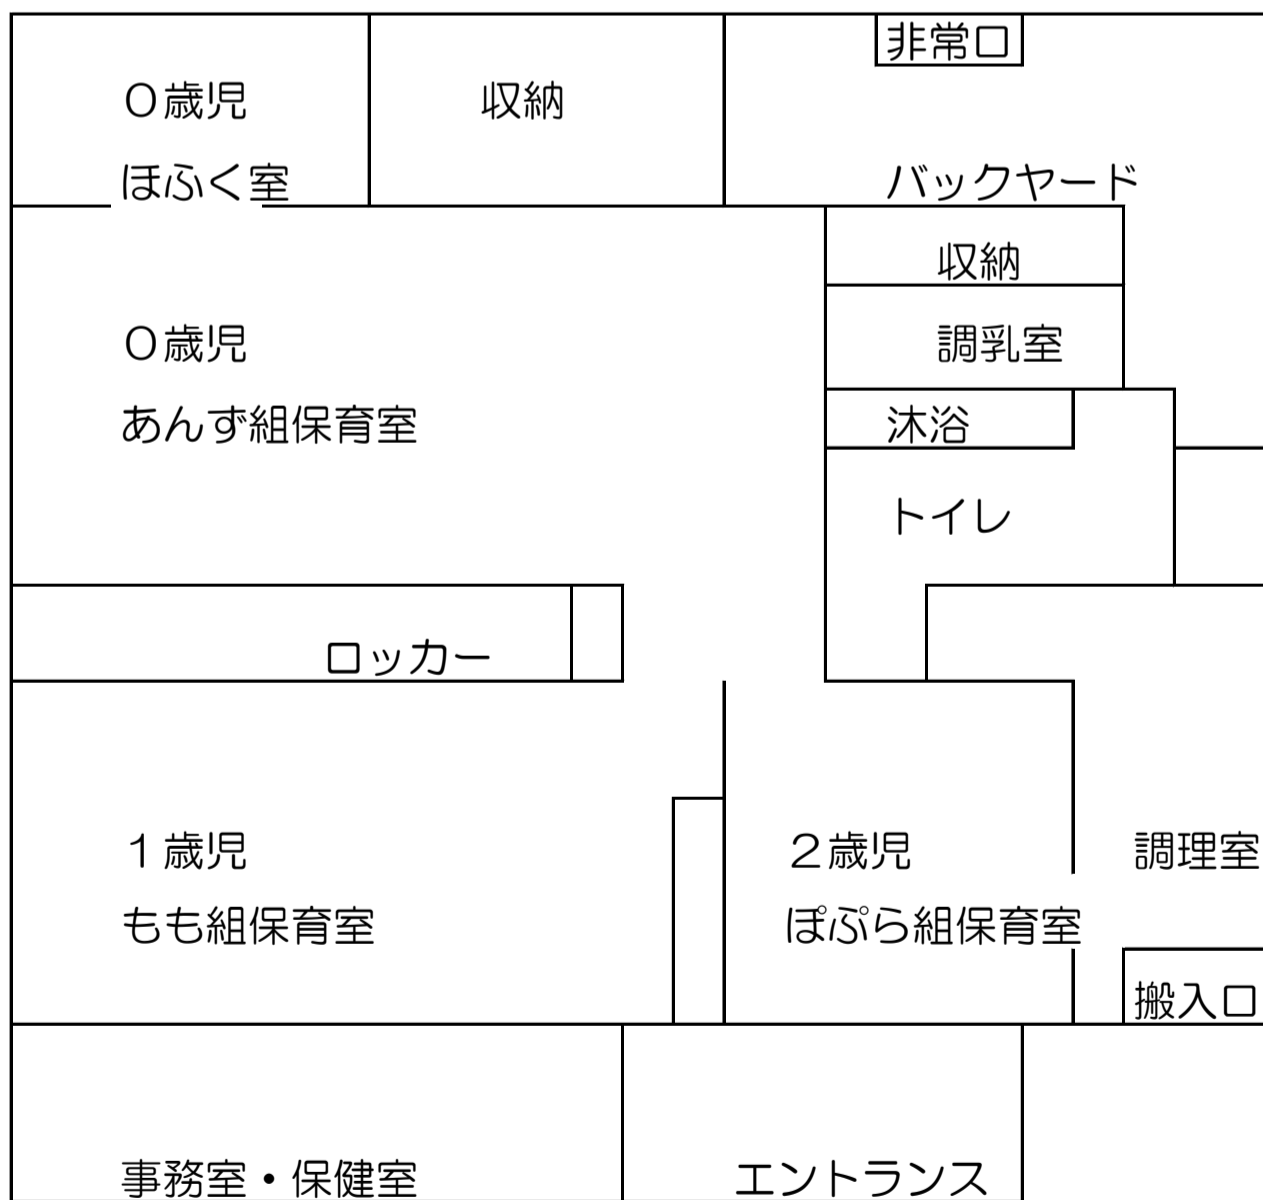 非常口
０歳児
収納
ほふく室
バックヤード
収納
０歳児
調乳室
あんず組保育室
沐浴
トイレ
ロッカー
１歳児
２歳児
調理室
もも組保育室
ぽぷら組保育室
搬入口
事務室・保健室
エントランス